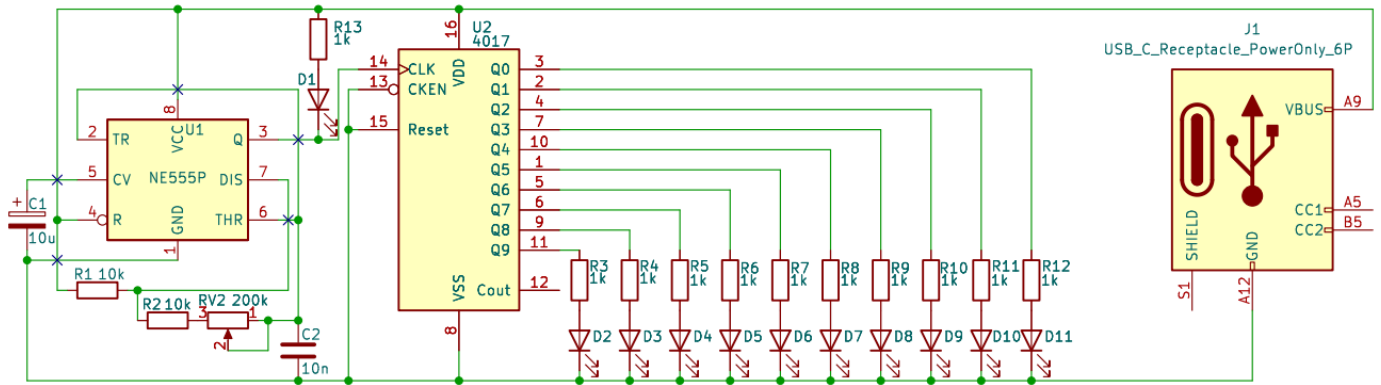 R13
1k
D1
U2
4017
16
VDD
14
CLK
13
CKEN
15
Reset
Q0
3
Q1
2
Q2
4
Q3
7
Q4
10
Q5
1
Q6
5
Q7
6
Q8
9
Q9
11
Cout
12
VSS
8
U1
NE555P
8
VCC
2
TR
Q
3
5
CV
DIS
7
4
R
THR
6
GND
1
+
C1
10u
R1 10k
R2 10k
RV2 200k
3
1
2
C2
10n
R3
1k
R4
1k
R5
1k
R6
1k
R7
1k
R8
1k
R9
1k
R10
1k
R11
1k
R12
1k
D2
D3
D4
D5
D6
D7
D8
D9
D10
D11
J1
USB_C_Receptacle_PowerOnly_6P
VBUS
A9
CC1
A5
CC2
B5
SHIELD
GND
S1
A12